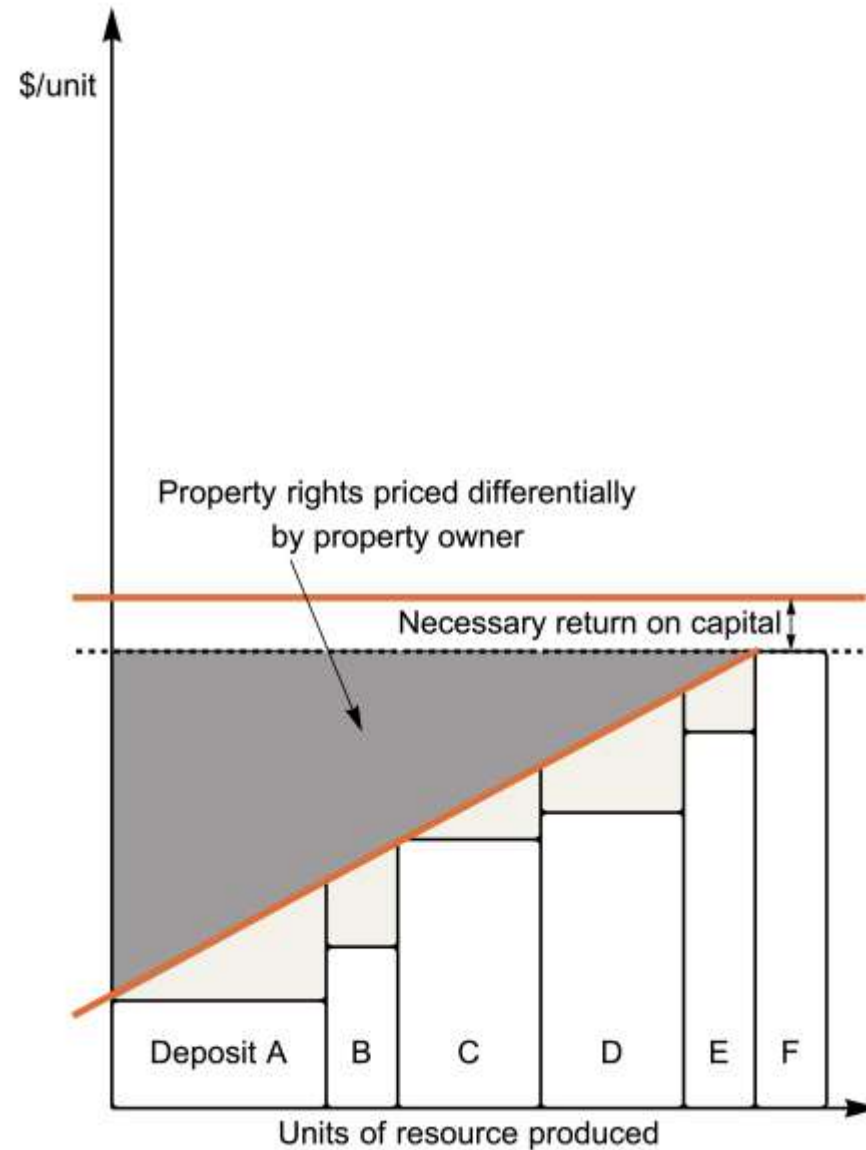 $/unit
Property rights priced differentially
by property owner
Necessary return on capital
Deposit A
B
C
D
E
F
Units of resource produced